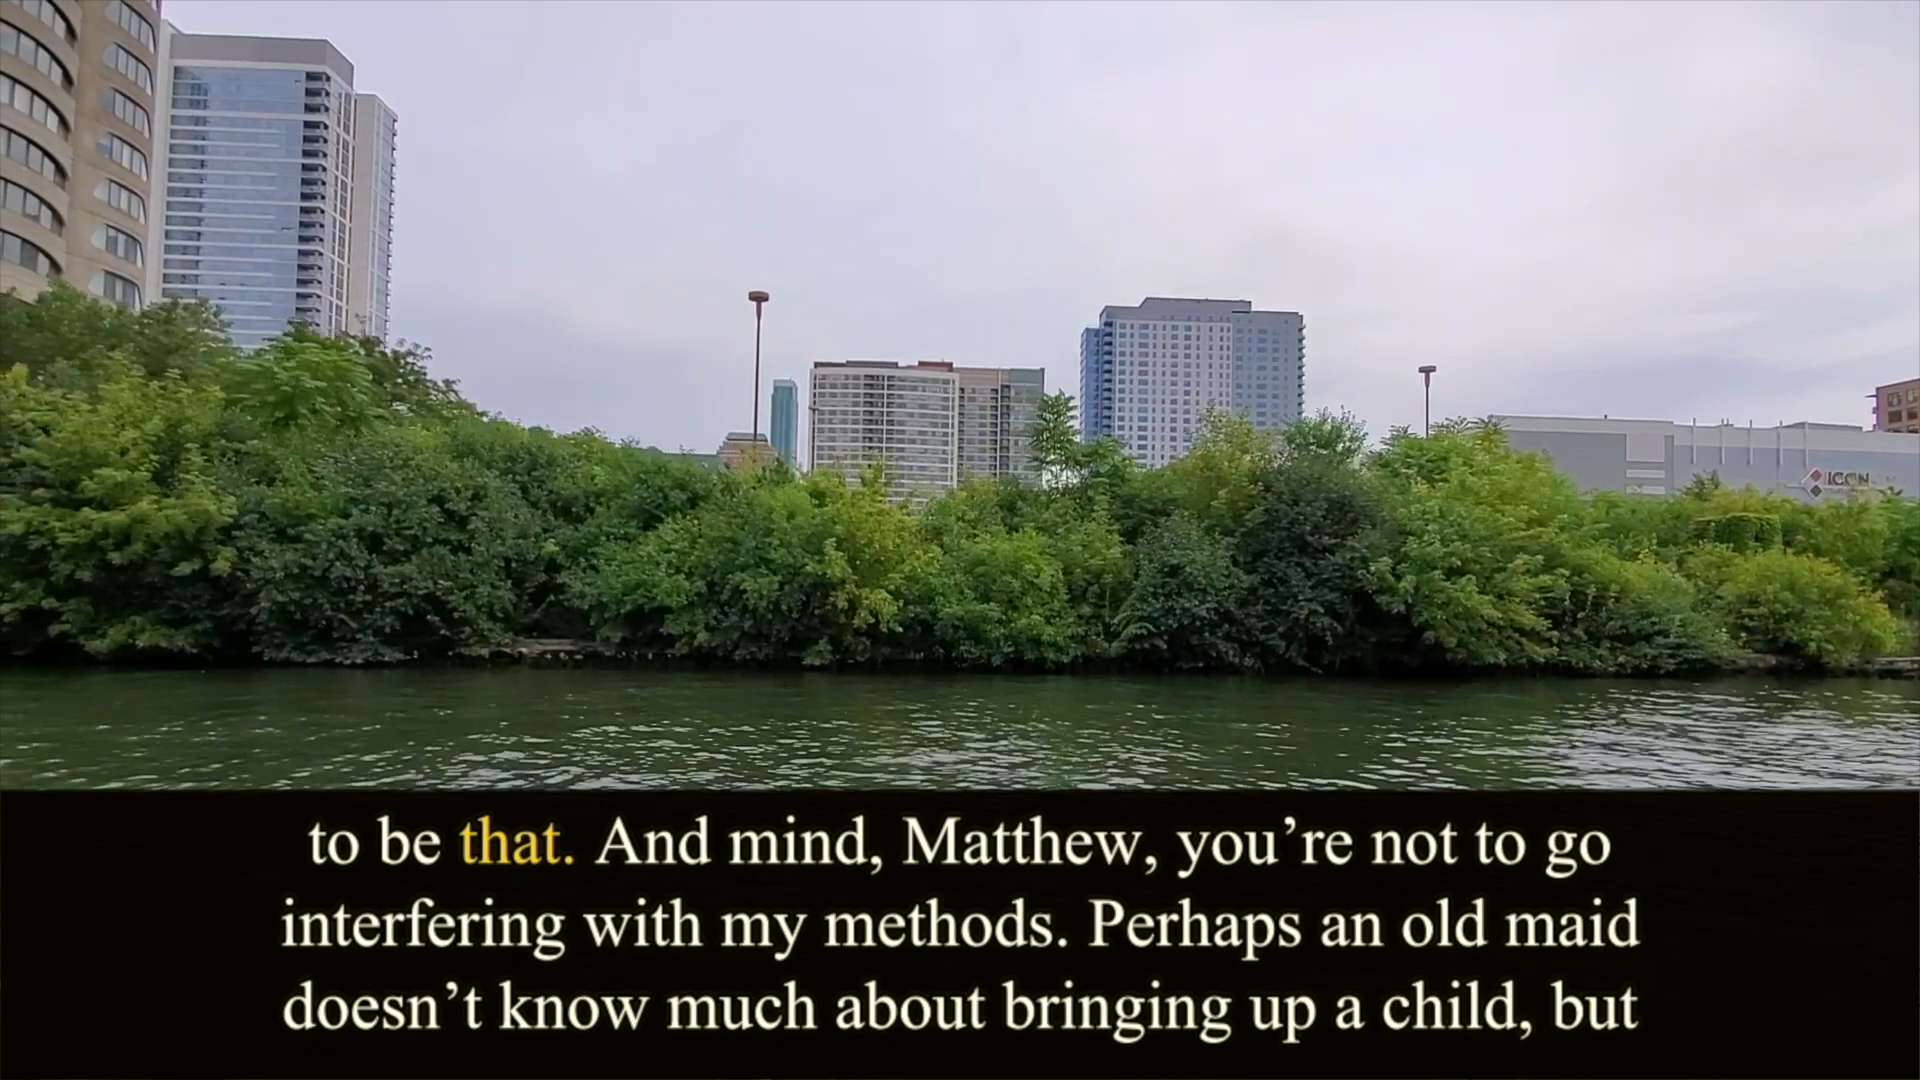 ICON
to be that. And mind, Matthew, you’re not to go
interfering with my methods. Perhaps an old maid
doesn’t know much about bringing up a child, but